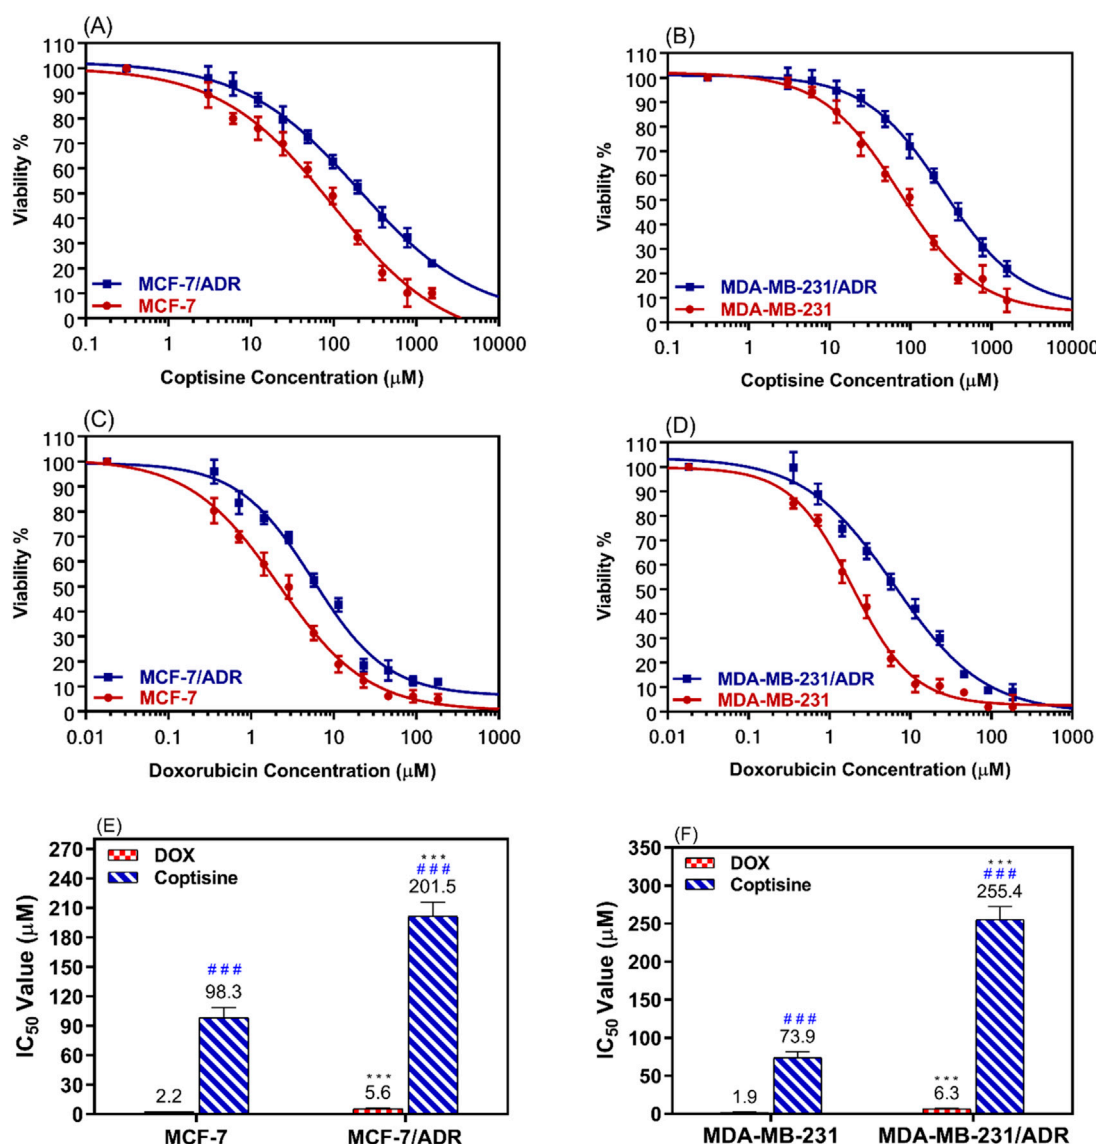 (A)
110
100
90
80
70
60
50
40
30
20
10
0
Viability %
MCF-7/ADR
MCF-7
0.1 1 10 100 1000 10000
Coptisine Concentration (μM)
(B)
110
100
90
80
70
60
50
40
30
20
10
0
Viability %
MDA-MB-231/ADR
MDA-MB-231
0.1 1 10 100 1000 10000
Coptisine Concentration (μM)
(C)
110
100
90
80
70
60
50
40
30
20
10
0
Viability %
MCF-7/ADR
MCF-7
0.01 0.1 1 10 100 1000
Doxorubicin Concentration (μM)
(D)
110
100
90
80
70
60
50
40
30
20
10
0
Viability %
MDA-MB-231/ADR
MDA-MB-231
0.01 0.1 1 10 100 1000
Doxorubicin Concentration (μM)
(E)
270
240
210
180
150
120
90
60
30
0
IC50 Value (μM)
DOX
Coptisine
2.2
###
98.3
***
5.6
***
###
201.5
MCF-7 MCF-7/ADR
(F)
350
300
250
200
150
100
50
0
IC50 Value (μM)
DOX
Coptisine
1.9
###
73.9
***
6.3
***
###
255.4
MDA-MB-231 MDA-MB-231/ADR